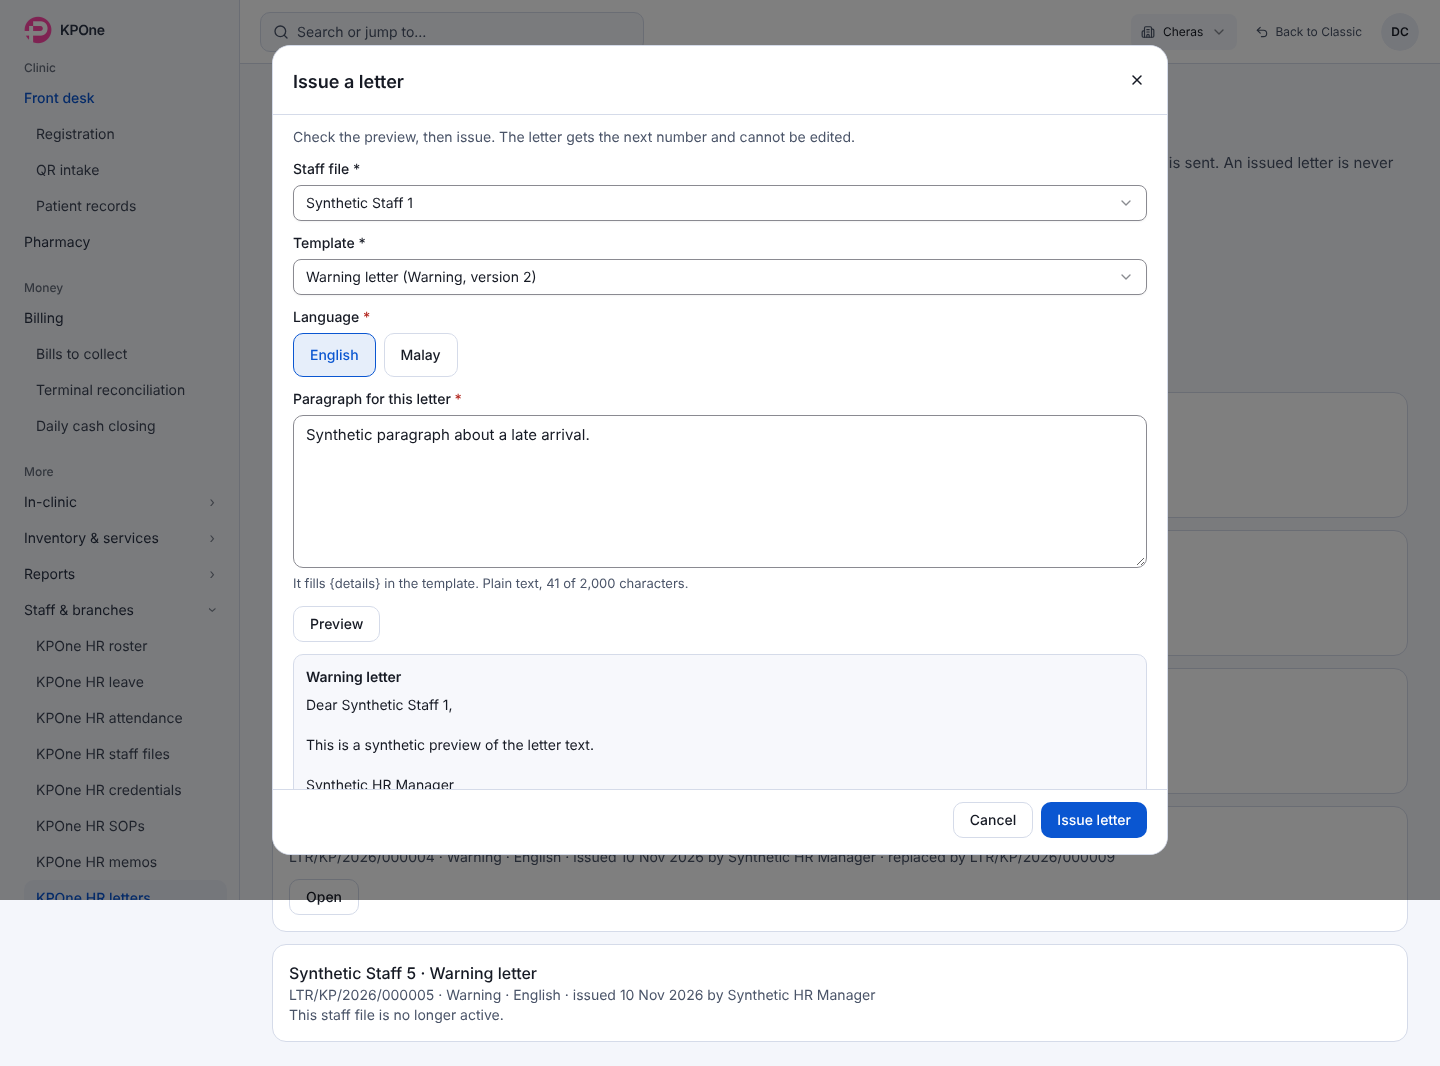 KPOne
Search or jump to...
Cheras
Back to Classic
DC
Clinic
Front desk
Registration
QR intake
Patient records
Pharmacy
Money
Billing
Bills to collect
Terminal reconciliation
Daily cash closing
More
In-clinic
Inventory & services
Reports
Staff & branches
KPOne HR roster
KPOne HR leave
KPOne HR attendance
KPOne HR staff files
KPOne HR credentials
KPOne HR SOPs
KPOne HR memos
KPOne HR letters
is sent. An issued letter is never
Issue a letter
Check the preview, then issue. The letter gets the next number and cannot be edited.
Staff file *
Synthetic Staff 1
Template *
Warning letter (Warning, version 2)
Language *
English
Malay
Paragraph for this letter *
Synthetic paragraph about a late arrival.
It fills {details} in the template. Plain text, 41 of 2,000 characters.
Preview
Warning letter
Dear Synthetic Staff 1,
This is a synthetic preview of the letter text.
Synthetic HR Manager
Cancel
Issue letter
LTR/KP/2026/000004 · Warning · English · issued 10 Nov 2026 by Synthetic HR Manager · replaced by LTR/KP/2026/000009
Open
Synthetic Staff 5 · Warning letter
LTR/KP/2026/000005 · Warning · English · issued 10 Nov 2026 by Synthetic HR Manager
This staff file is no longer active.